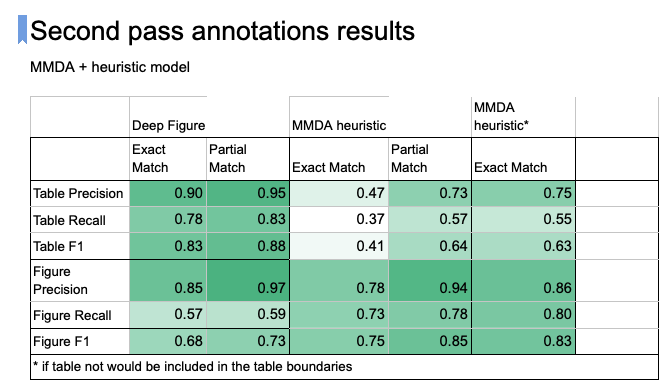 Second pass annotations results
MMDA + heuristic model
MMDA
Deep Figure MMDA heuristic heuristic*
Exact Partial Partial
Match Match Exact Match Match Exact Match
Table Precision 0.90 0.95 0.47 0.73 0.75
Table Recall 0.78 0.83 0.37 0.57 0.55
Table F1 0.83 0.88 0.41 0.64 0.63
Figure
Precision 0.85 0.97 0.78 0.94 0.86
Figure Recall 0.57 0.59 0.73 0.78 0.80
Figure F1 0.68 0.73 0.75 0.85 0.83
* if table not would be included in the table boundaries